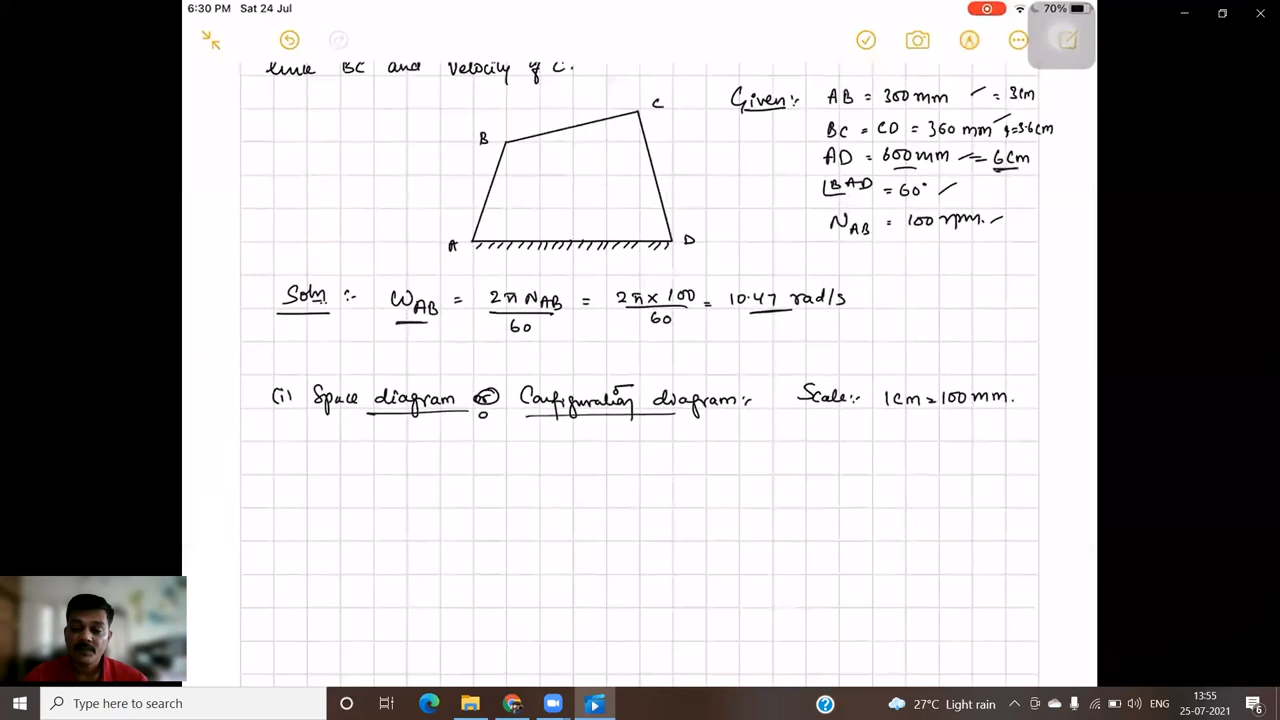 6:30 PM Sat 24 Jul
70%
BC and Velocity of C.
C
B
A
D
Given :-
AB = 300 mm = 3cm
BC = CD = 360 mm = 3.6cm
AD = 600 mm = 6cm
∠BAD = 60°
N_AB = 100 rpm.
Soln :- ω_AB = 2π N_AB / 60 = 2π × 100 / 60 = 10.47 rad/s
(i) Space diagram Configuration diagram :- Scale :- 1cm = 100 mm.
Type here to search
27°C Light rain
ENG
13:55
25-07-2021
6